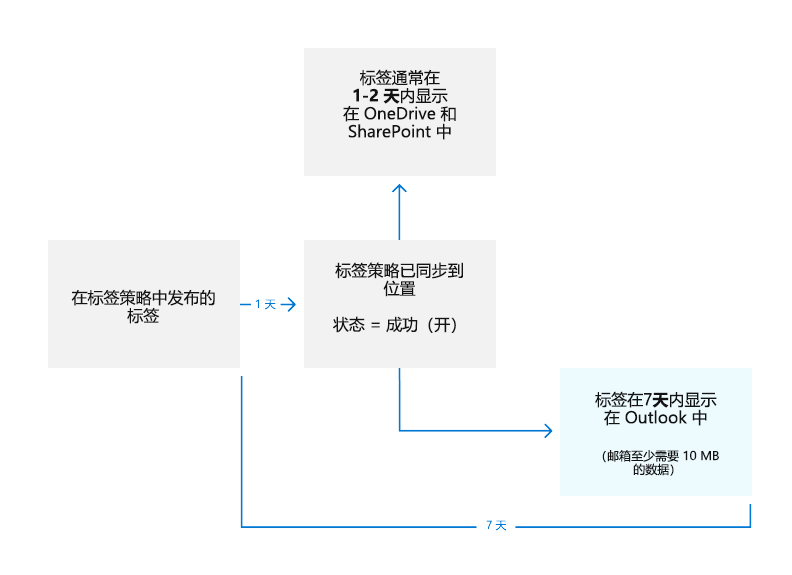 标签通常在
1-2 天内显示
在 OneDrive 和
SharePoint 中
在标签策略中发布的
标签
1 天
标签策略已同步到
位置
状态 = 成功（开）
标签在7天内显示
在 Outlook 中
（邮箱至少需要 10 MB
的数据）
7 天